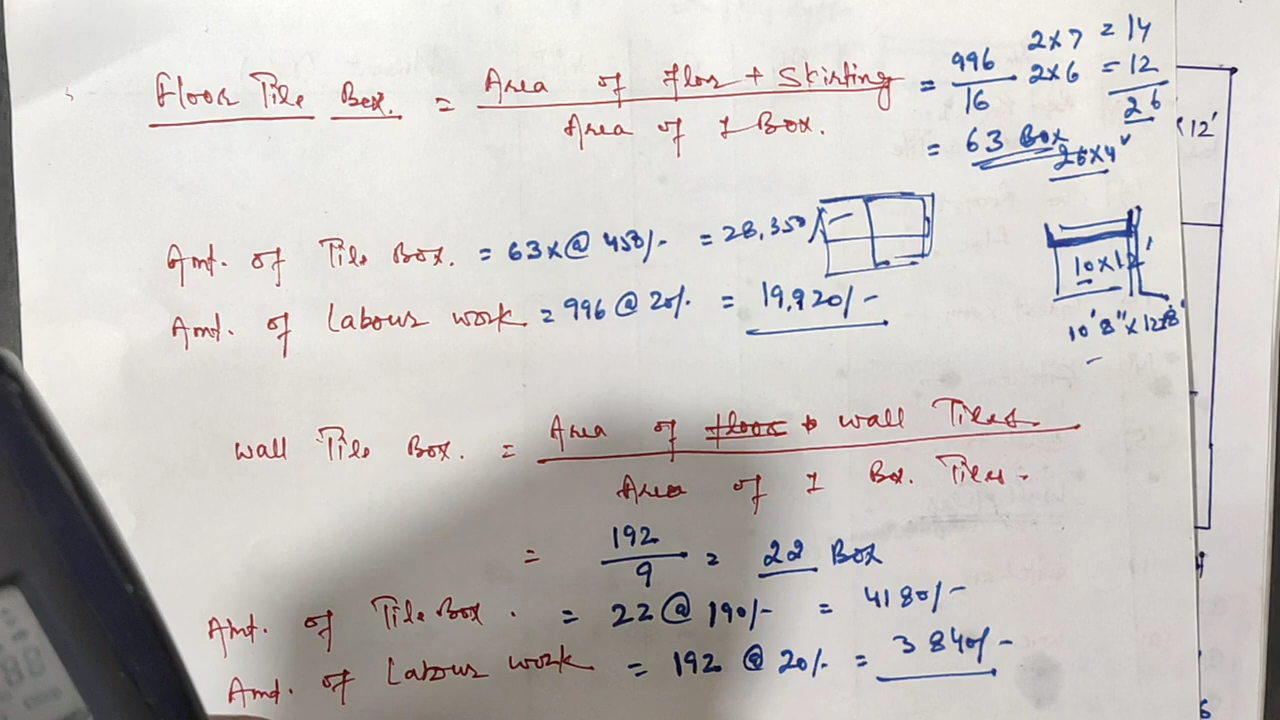 Floor Tile Box. = Area of Floor + Skirting / Area of 1 Box. = 996 / 16
= 63 Box
2x7 = 14
2x6 = 12
26
26x4"
x12'
Amt. of Tile Box. = 63x@ 450/- = 28,350/-
Amt. of Labour work = 996 @ 20/. = 19,920/-
10x12'
10'8" x 12'8'
Wall Tile Box. = Area of floor wall Tiles / Area of 1 Box. Tiles.
= 192 / 9 = 22 Box
Amt. of Tile Box. = 22 @ 190/- = 4180/-
Amt. of Labour work = 192 @ 20/. = 3840/-